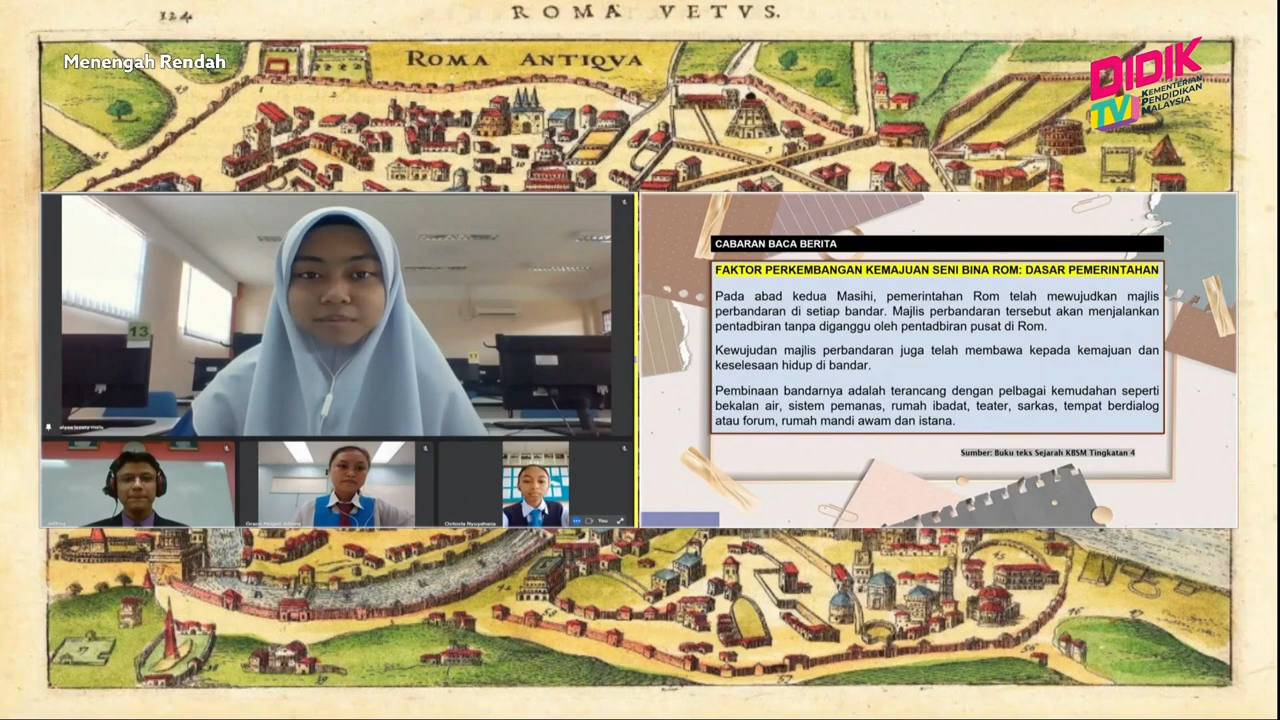 124
ROMA VETVS.
Menengah Rendah
ROMA ANTIQVA
DIDIK
TV
KEMENTERIAN
PENDIDIKAN
MALAYSIA
13
CABARAN BACA BERITA
FAKTOR PERKEMBANGAN KEMAJUAN SENI BINA ROM: DASAR PEMERINTAHAN
Pada abad kedua Masihi, pemerintahan Rom telah mewujudkan majlis
perbandaran di setiap bandar. Majlis perbandaran tersebut akan menjalankan
pentadbiran tanpa diganggu oleh pentadbiran pusat di Rom.
Kewujudan majlis perbandaran juga telah membawa kepada kemajuan dan
keselesaan hidup di bandar.
Pembinaan bandarnya adalah terancang dengan pelbagai kemudahan seperti
bekalan air, sistem pemanas, rumah ibadat, teater, sarkas, tempat berdialog
atau forum, rumah mandi awam dan istana.
Sumber: Buku teks Sejarah KBSM Tingkatan 4
You